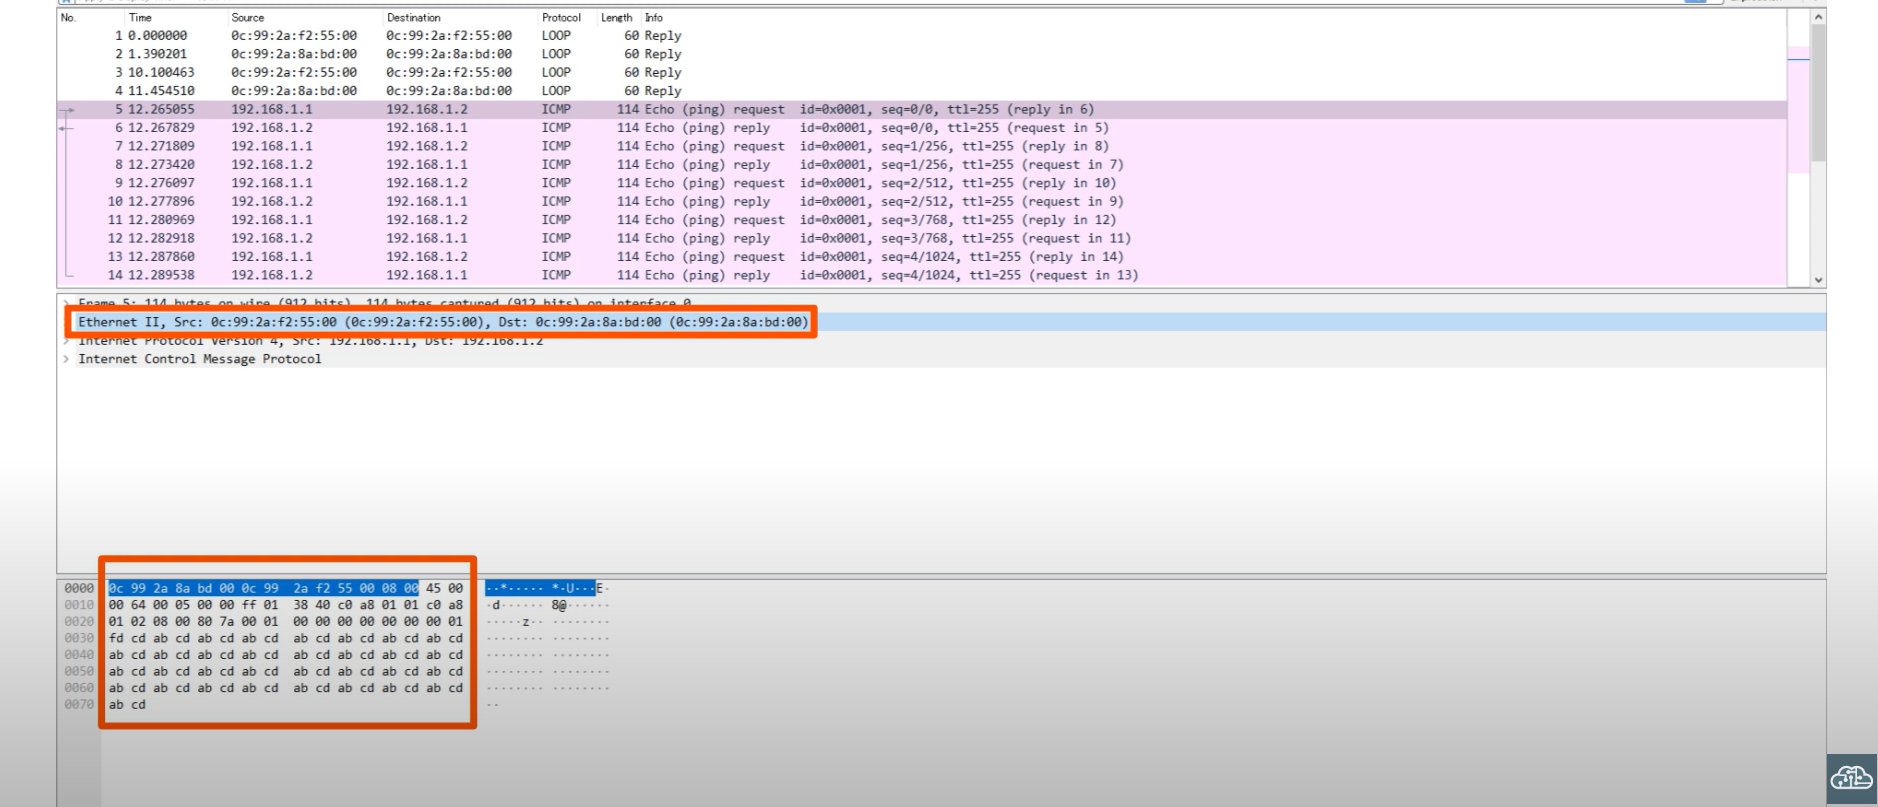 No. Time Source Destination Protocol Length Info
1 0.000000 0c:99:2a:f2:55:00 0c:99:2a:f2:55:00 LOOP 60 Reply
2 1.390201 0c:99:2a:8a:bd:00 0c:99:2a:8a:bd:00 LOOP 60 Reply
3 10.100463 0c:99:2a:f2:55:00 0c:99:2a:f2:55:00 LOOP 60 Reply
4 11.454510 0c:99:2a:8a:bd:00 0c:99:2a:8a:bd:00 LOOP 60 Reply
5 12.265055 192.168.1.1 192.168.1.2 ICMP 114 Echo (ping) request id=0x0001, seq=0/0, ttl=255 (reply in 6)
6 12.267829 192.168.1.2 192.168.1.1 ICMP 114 Echo (ping) reply id=0x0001, seq=0/0, ttl=255 (request in 5)
7 12.271809 192.168.1.1 192.168.1.2 ICMP 114 Echo (ping) request id=0x0001, seq=1/256, ttl=255 (reply in 8)
8 12.273420 192.168.1.2 192.168.1.1 ICMP 114 Echo (ping) reply id=0x0001, seq=1/256, ttl=255 (request in 7)
9 12.276097 192.168.1.1 192.168.1.2 ICMP 114 Echo (ping) request id=0x0001, seq=2/512, ttl=255 (reply in 10)
10 12.277896 192.168.1.2 192.168.1.1 ICMP 114 Echo (ping) reply id=0x0001, seq=2/512, ttl=255 (request in 9)
11 12.280969 192.168.1.1 192.168.1.2 ICMP 114 Echo (ping) request id=0x0001, seq=3/768, ttl=255 (reply in 12)
12 12.282918 192.168.1.2 192.168.1.1 ICMP 114 Echo (ping) reply id=0x0001, seq=3/768, ttl=255 (request in 11)
13 12.287860 192.168.1.1 192.168.1.2 ICMP 114 Echo (ping) request id=0x0001, seq=4/1024, ttl=255 (reply in 14)
14 12.289538 192.168.1.2 192.168.1.1 ICMP 114 Echo (ping) reply id=0x0001, seq=4/1024, ttl=255 (request in 13)
Frame 5: 114 bytes on wire (912 bits), 114 bytes captured (912 bits) on interface 0
Ethernet II, Src: 0c:99:2a:f2:55:00 (0c:99:2a:f2:55:00), Dst: 0c:99:2a:8a:bd:00 (0c:99:2a:8a:bd:00)
Internet Protocol Version 4, Src: 192.168.1.1, Dst: 192.168.1.2
Internet Control Message Protocol
0000 0c 99 2a 8a bd 00 0c 99 2a f2 55 00 08 00 45 00 ··*····· *·U···E·
0010 00 64 00 05 00 00 ff 01 38 40 c0 a8 01 01 c0 a8 ·d······ 8@······
0020 01 02 08 00 80 7a 00 01 00 00 00 00 00 00 00 01 ·····z·· ········
0030 fd cd ab cd ab cd ab cd ab cd ab cd ab cd ab cd ········ ········
0040 ab cd ab cd ab cd ab cd ab cd ab cd ab cd ab cd ········ ········
0050 ab cd ab cd ab cd ab cd ab cd ab cd ab cd ab cd ········ ········
0060 ab cd ab cd ab cd ab cd ab cd ab cd ab cd ab cd ········ ········
0070 ab cd ··